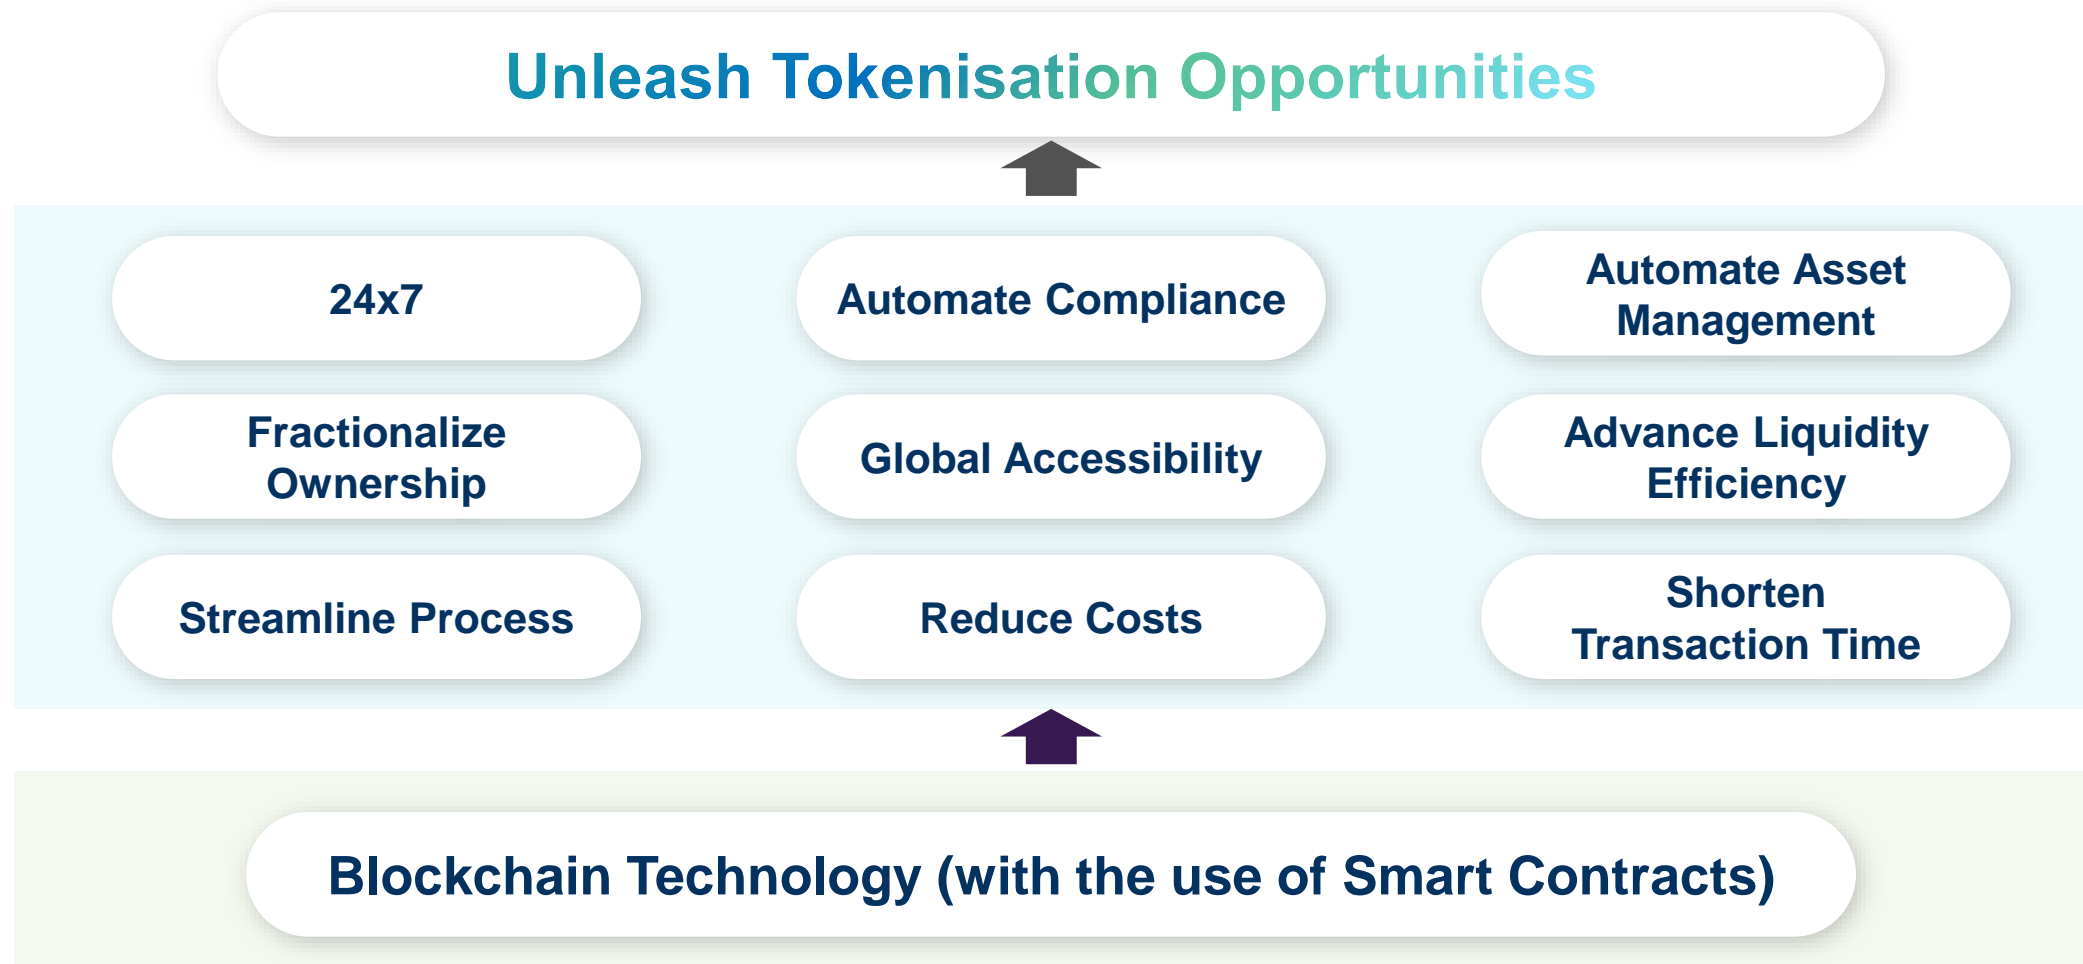 Unleash Tokenisation Opportunities
24x7
Automate Compliance
Automate Asset
Management
Fractionalize
Ownership
Global Accessibility
Advance Liquidity
Efficiency
Streamline Process
Reduce Costs
Shorten
Transaction Time
Blockchain Technology (with the use of Smart Contracts)